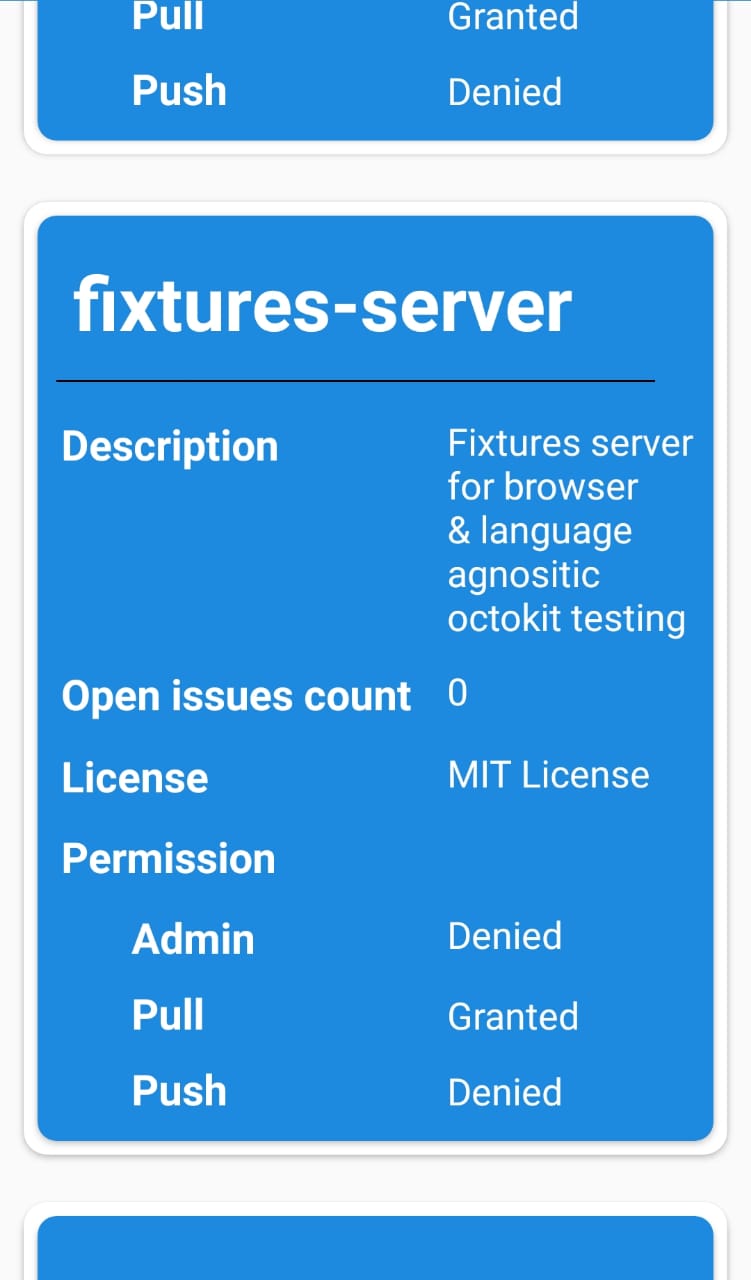 Pull Granted
Push Denied
fixtures-server
Description Fixtures server
for browser
& language
agnositic
octokit testing
Open issues count 0
License MIT License
Permission
Admin Denied
Pull Granted
Push Denied